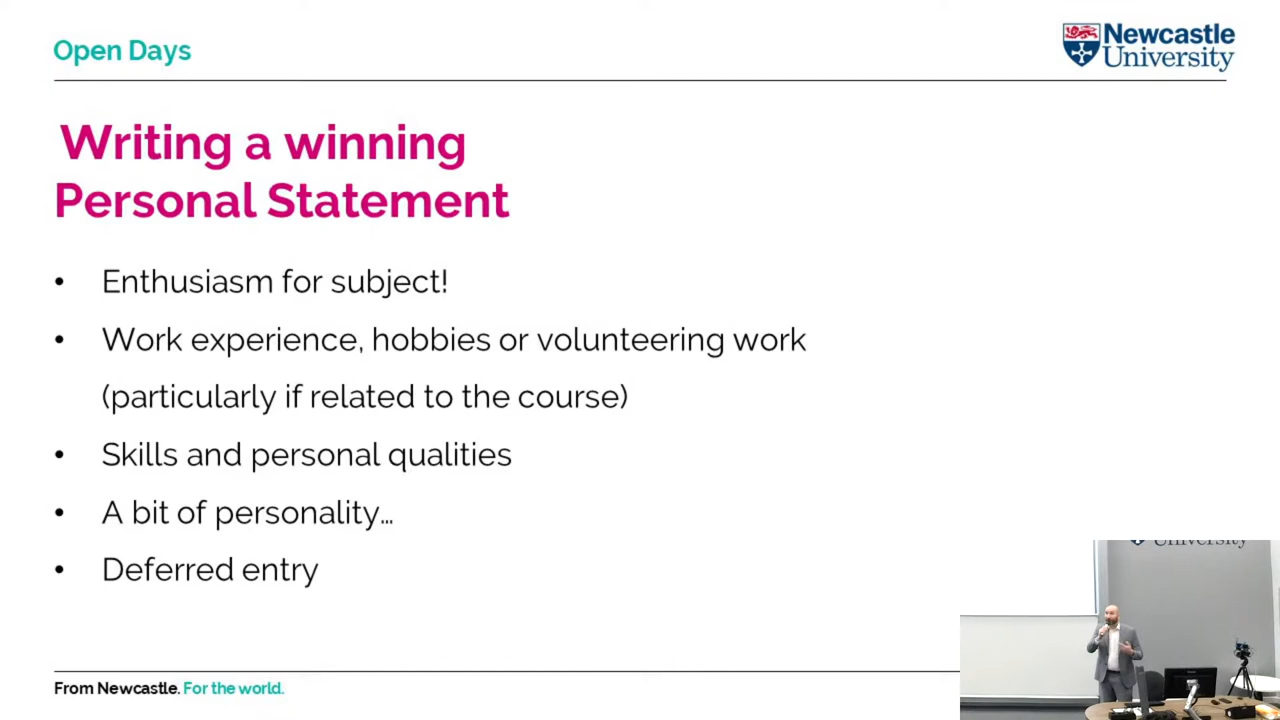 Open Days
Newcastle
University
Writing a winning
Personal Statement
• Enthusiasm for subject!
• Work experience, hobbies or volunteering work
(particularly if related to the course)
• Skills and personal qualities
• A bit of personality...
• Deferred entry
University
From Newcastle. For the world.